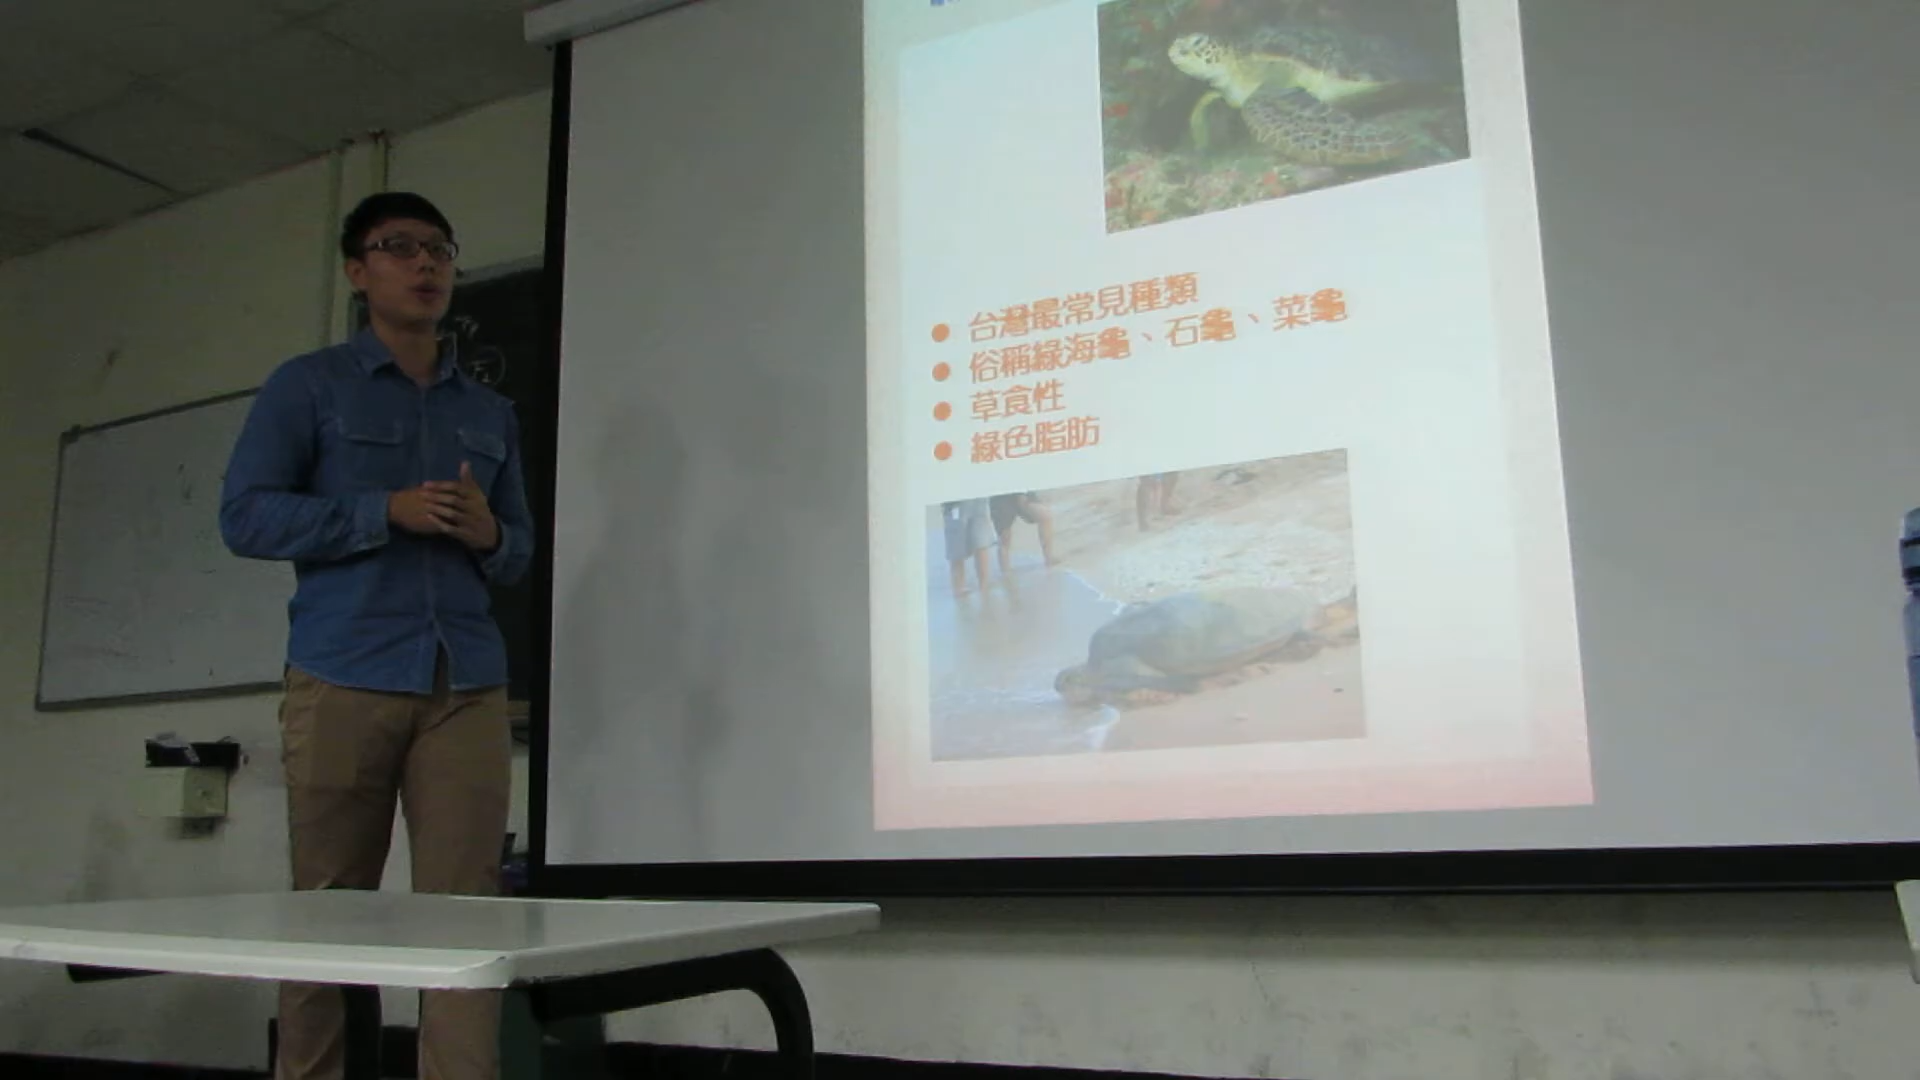 台灣最常見種類
俗稱綠海龜、石龜、菜龜
草食性
綠色脂肪